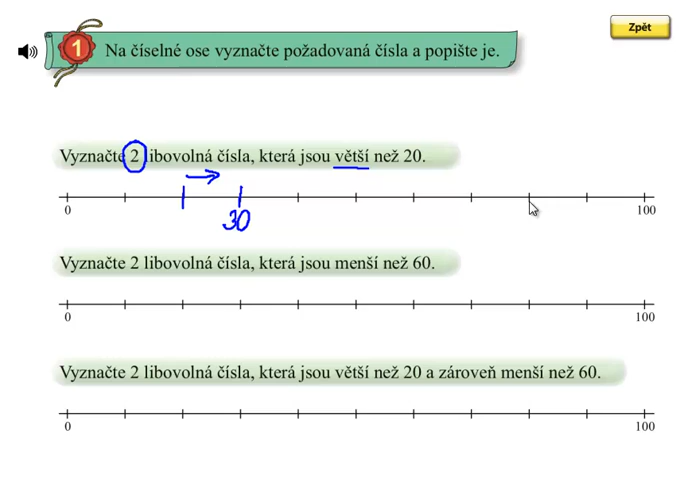 Zpět
1 Na číselné ose vyznačte požadovaná čísla a popište je.
Vyznačte 2 libovolná čísla, která jsou větší než 20.
0 100
30
Vyznačte 2 libovolná čísla, která jsou menší než 60.
0 100
Vyznačte 2 libovolná čísla, která jsou větší než 20 a zároveň menší než 60.
0 100